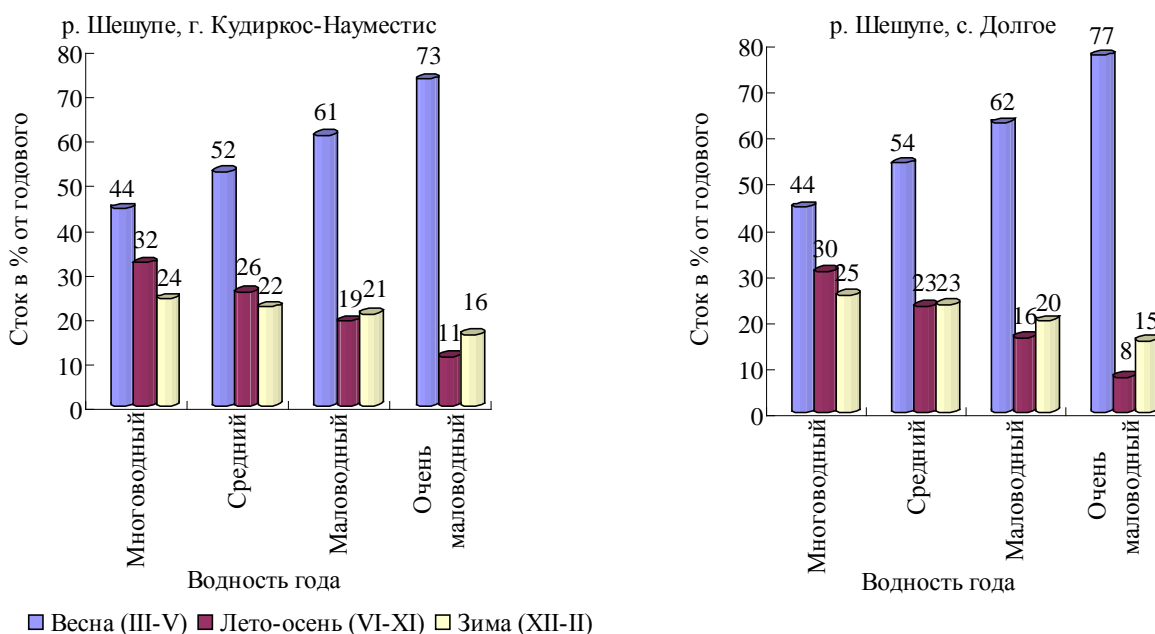 р. Шешупе, г. Кудиркос-Науместис
Сток в % от годового
80
70
60
50
40
30
20
10
0
44
32
24
52
26
22
61
19
21
73
11
16
Многоводный
Средний
Маловодный
Очень
маловодный
Водность года
р. Шешупе, с. Долгое
Сток в % от годового
80
70
60
50
40
30
20
10
0
44
30
25
54
23
23
62
16
20
77
8
15
Многоводный
Средний
Маловодный
Очень
маловодный
Водность года
Весна (III-V) Лето-осень (VI-XI) Зима (XII-II)